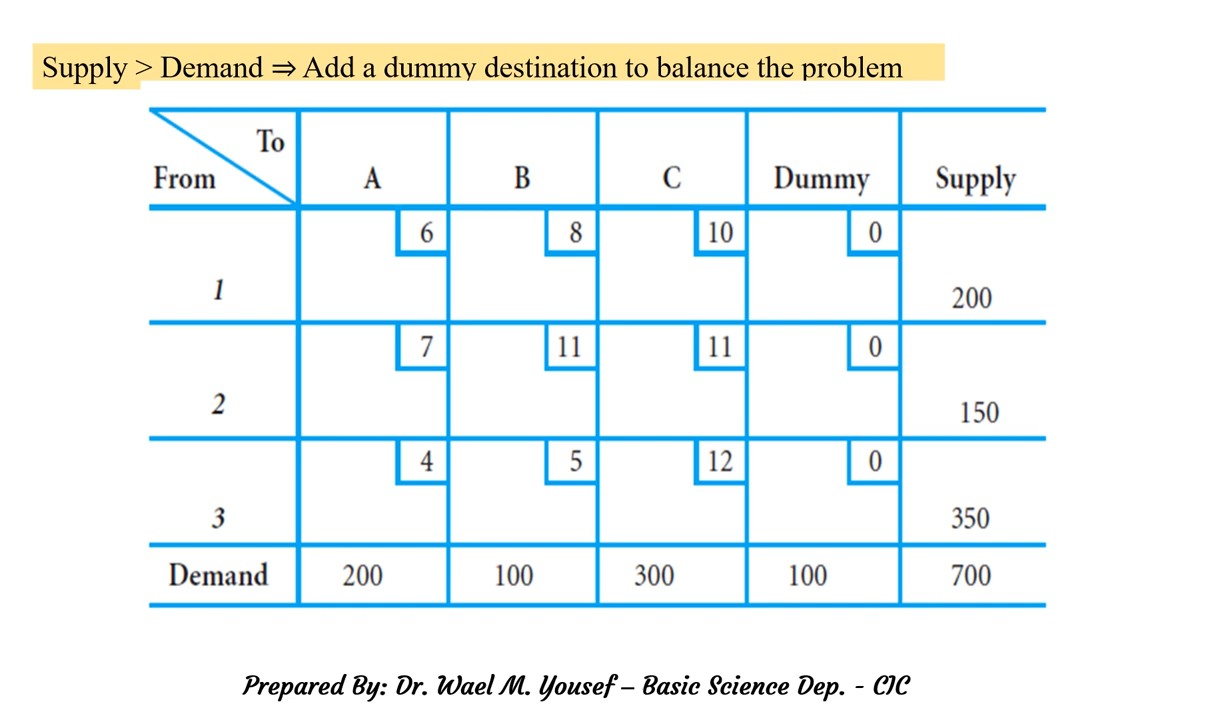 Supply > Demand ⇒ Add a dummy destination to balance the problem
To
From A B C Dummy Supply
6 8 10 0
1 200
7 11 11 0
2 150
4 5 12 0
3 350
Demand 200 100 300 100 700
Prepared By: Dr. Wael M. Yousef – Basic Science Dep. - CIC